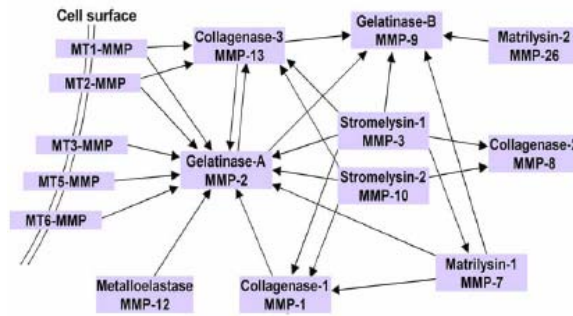 Cell surface
MT1-MMP
MT2-MMP
MT3-MMP
MT5-MMP
MT6-MMP
Collagenase-3
MMP-13
Gelatinase-B
MMP-9
Matrilysin-2
MMP-26
Stromelysin-1
MMP-3
Collagenase-2
MMP-8
Gelatinase-A
MMP-2
Stromelysin-2
MMP-10
Metalloelastase
MMP-12
Collagenase-1
MMP-1
Matrilysin-1
MMP-7